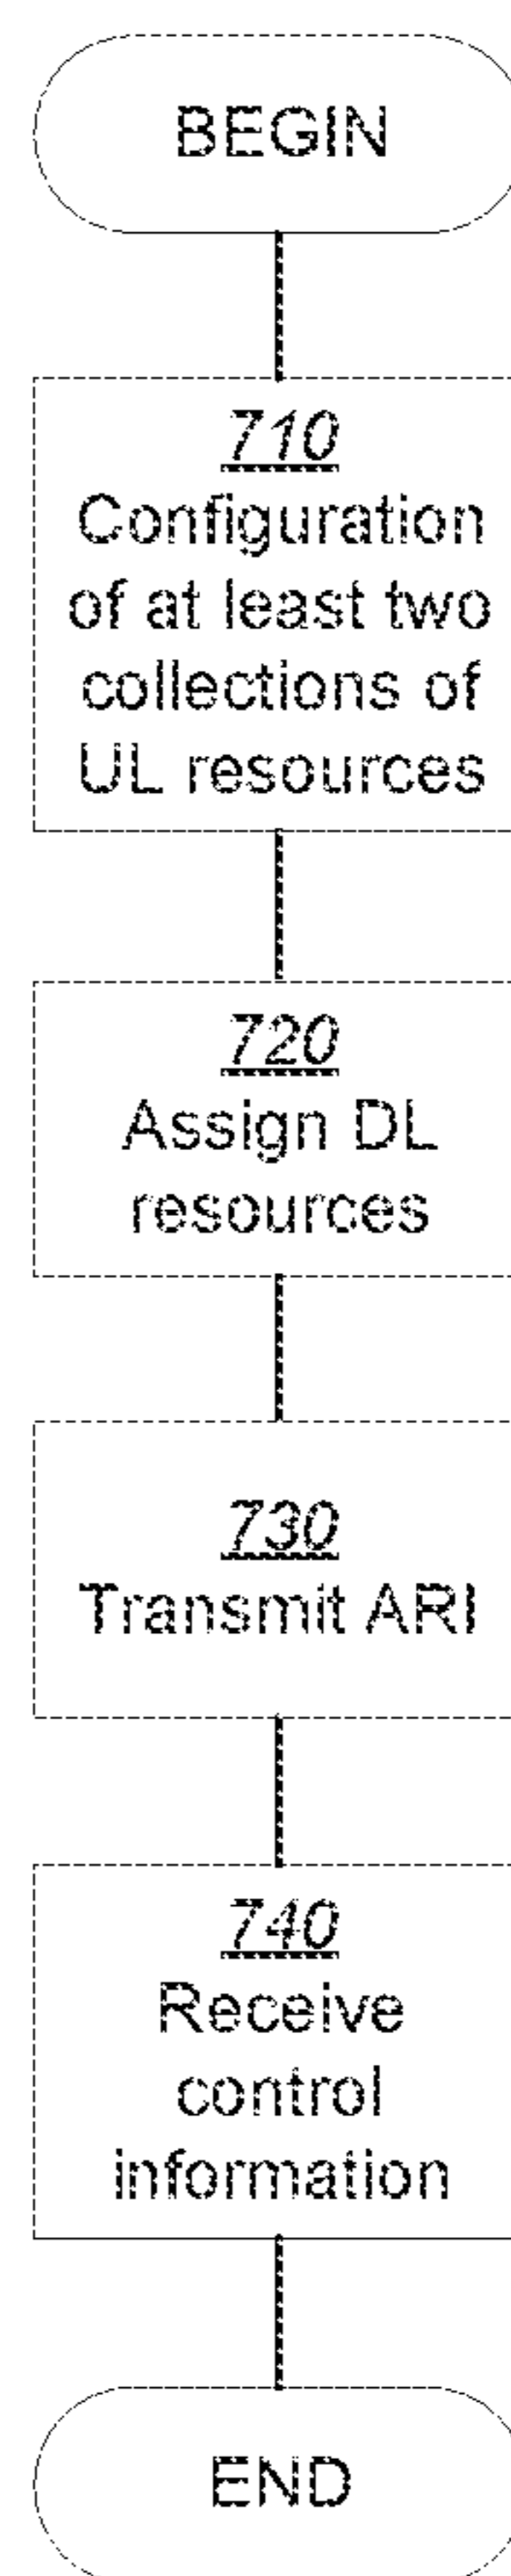 BEGIN
710
Configuration
of at least two
collections of
UL resources
720
Assign DL
resources
730
Transmit ARI
740
Receive
control
information
END